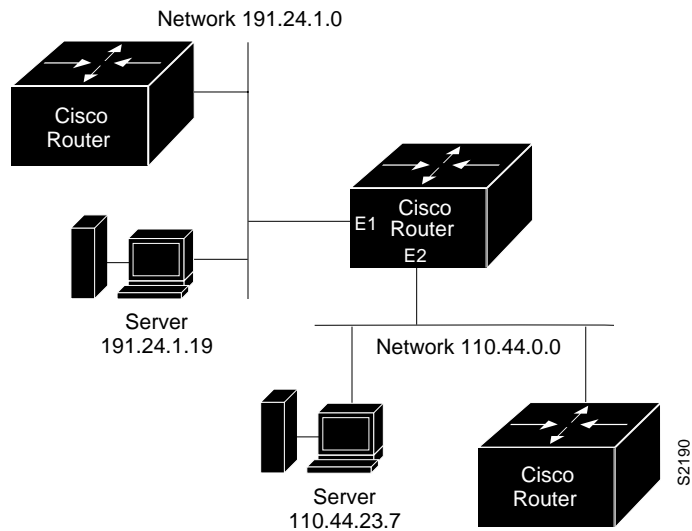 Network 191.24.1.0
Cisco
Router
Cisco
E1
Router
E2
Server
191.24.1.19
Network 110.44.0.0
Server
110.44.23.7
Cisco
Router
S2190